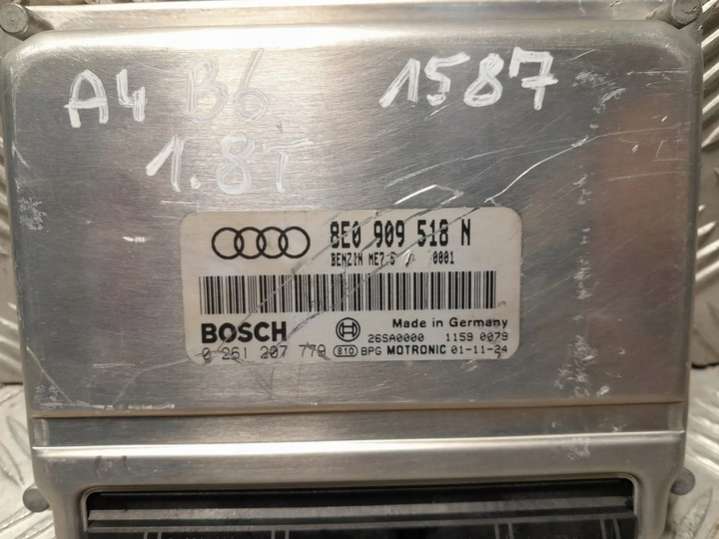 A4 B6 1587
1.8T
8E0 909 518 N
BENZIN ME7.5 0001
BOSCH Made in Germany
26SA0000 1159 0079
0 261 207 779 BPG MOTRONIC 01-11-24